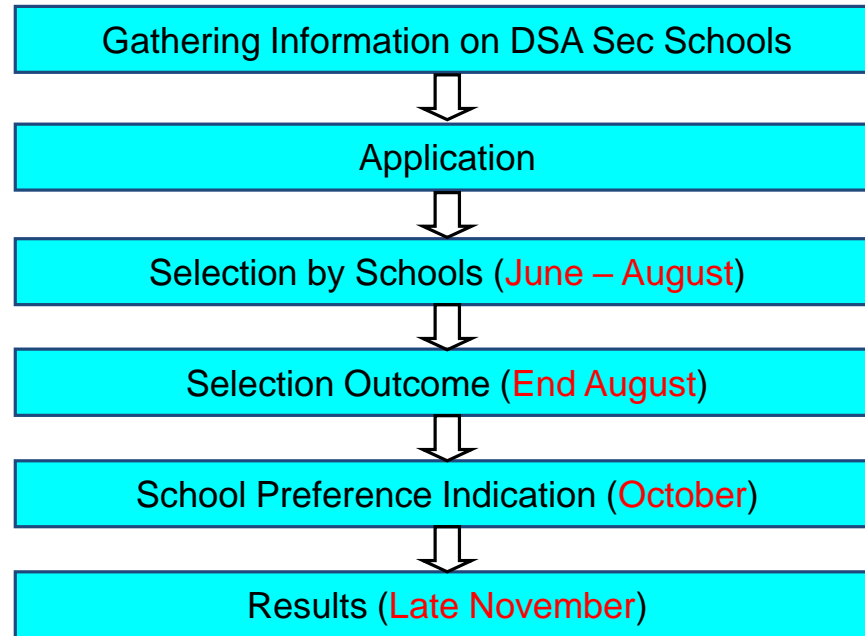 Gathering Information on DSA Sec Schools
Application
Selection by Schools (June – August)
Selection Outcome (End August)
School Preference Indication (October)
Results (Late November)